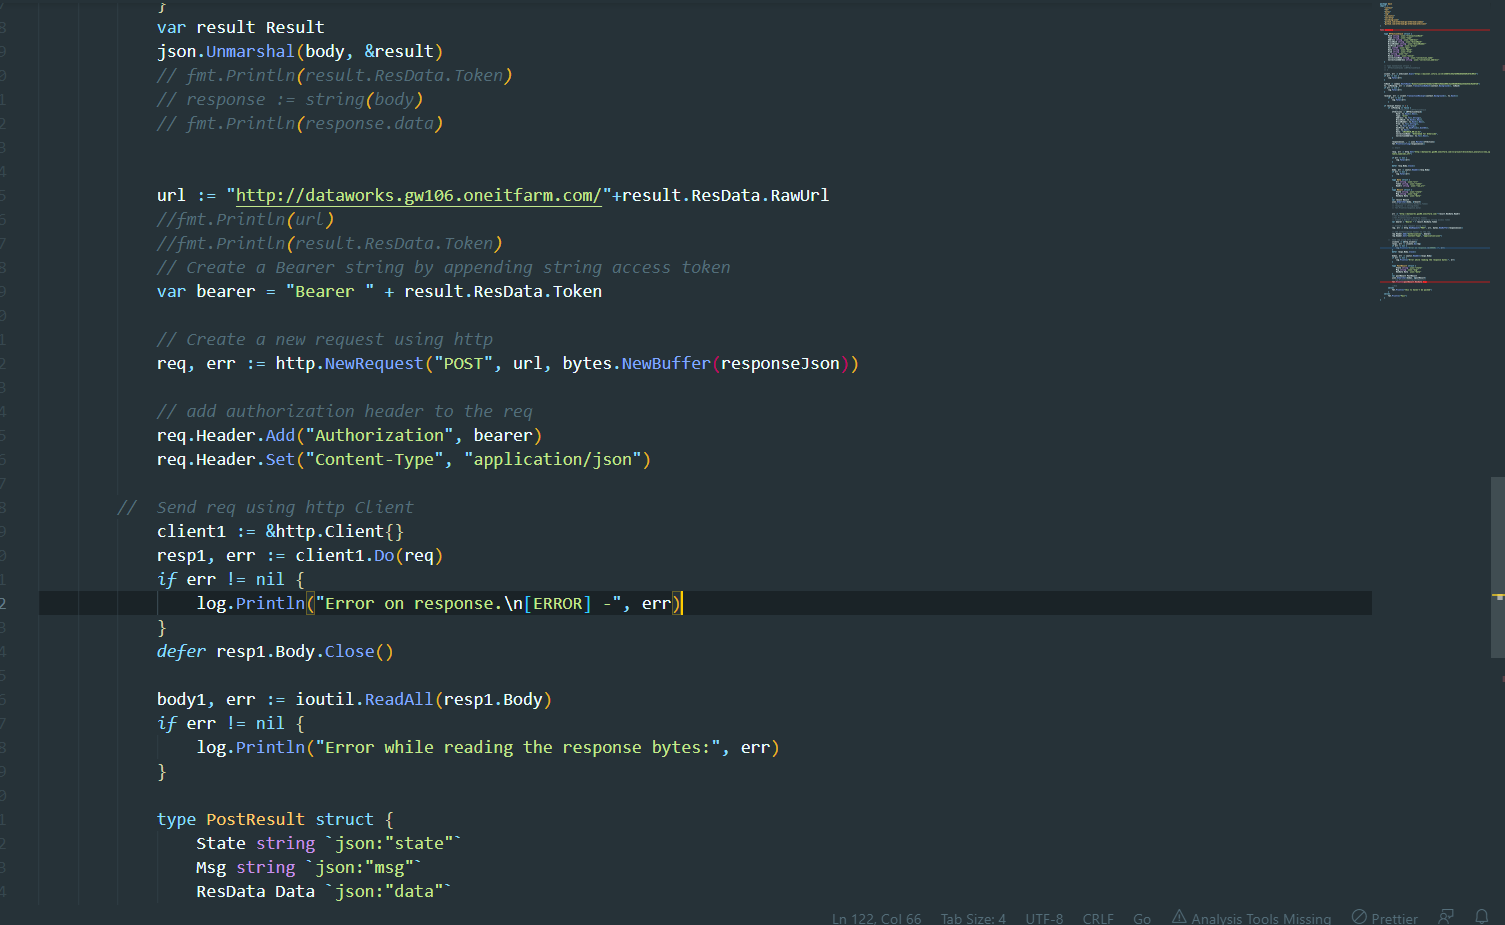 }
var result Result
json.Unmarshal(body, &result)
// fmt.Println(result.ResData.Token)
// response := string(body)
// fmt.Println(response.data)
url := "http://dataworks.gw106.oneitfarm.com/"+result.ResData.RawUrl
//fmt.Println(url)
//fmt.Println(result.ResData.Token)
// Create a Bearer string by appending string access token
var bearer = "Bearer " + result.ResData.Token
// Create a new request using http
req, err := http.NewRequest("POST", url, bytes.NewBuffer(responseJson))
// add authorization header to the req
req.Header.Add("Authorization", bearer)
req.Header.Set("Content-Type", "application/json")
//  Send req using http Client
client1 := &http.Client{}
resp1, err := client1.Do(req)
if err != nil {
log.Println("Error on response.\n[ERROR] -", err)
}
defer resp1.Body.Close()
body1, err := ioutil.ReadAll(resp1.Body)
if err != nil {
log.Println("Error while reading the response bytes:", err)
}
type PostResult struct {
State string `json:"state"`
Msg string `json:"msg"`
ResData Data `json:"data"`
Ln 122, Col 66 Tab Size: 4 UTF-8 CRLF Go Analysis Tools Missing Prettier